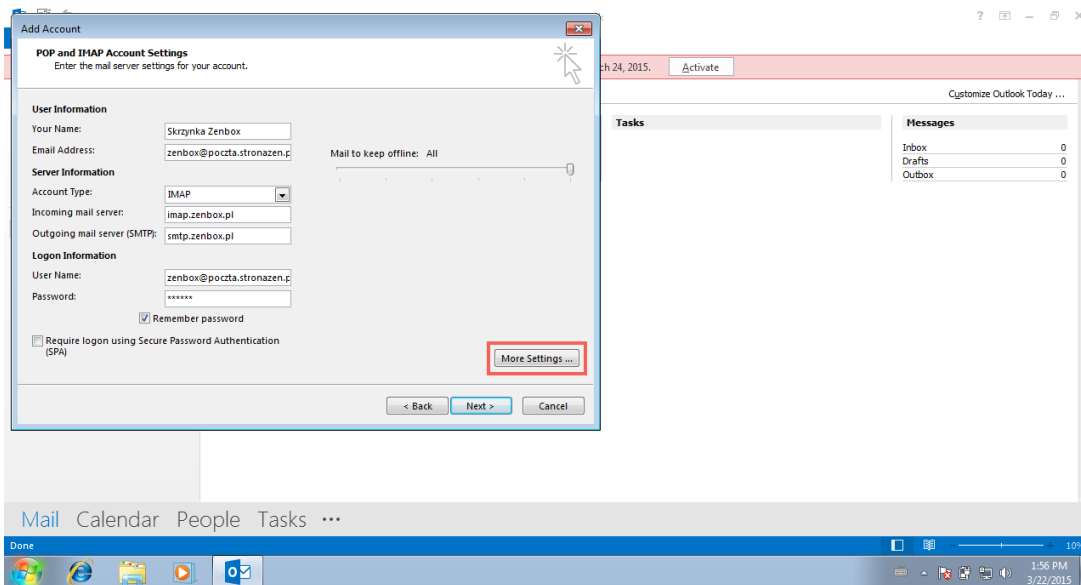 Add Account
POP and IMAP Account Settings
Enter the mail server settings for your account.
ch 24, 2015.
Activate
Customize Outlook Today ...
User Information
Your Name:
Skrzynka Zenbox
Email Address:
zenbox@poczta.stronazen.p
Mail to keep offline: All
Server Information
Account Type:
IMAP
Incoming mail server:
imap.zenbox.pl
Outgoing mail server (SMTP):
smtp.zenbox.pl
Logon Information
User Name:
zenbox@poczta.stronazen.p
Password:
******
Remember password
Require logon using Secure Password Authentication
(SPA)
More Settings ...
< Back
Next >
Cancel
Tasks
Messages
Inbox 0
Drafts 0
Outbox 0
Mail Calendar People Tasks •••
Done
10%
1:56 PM
3/22/2015